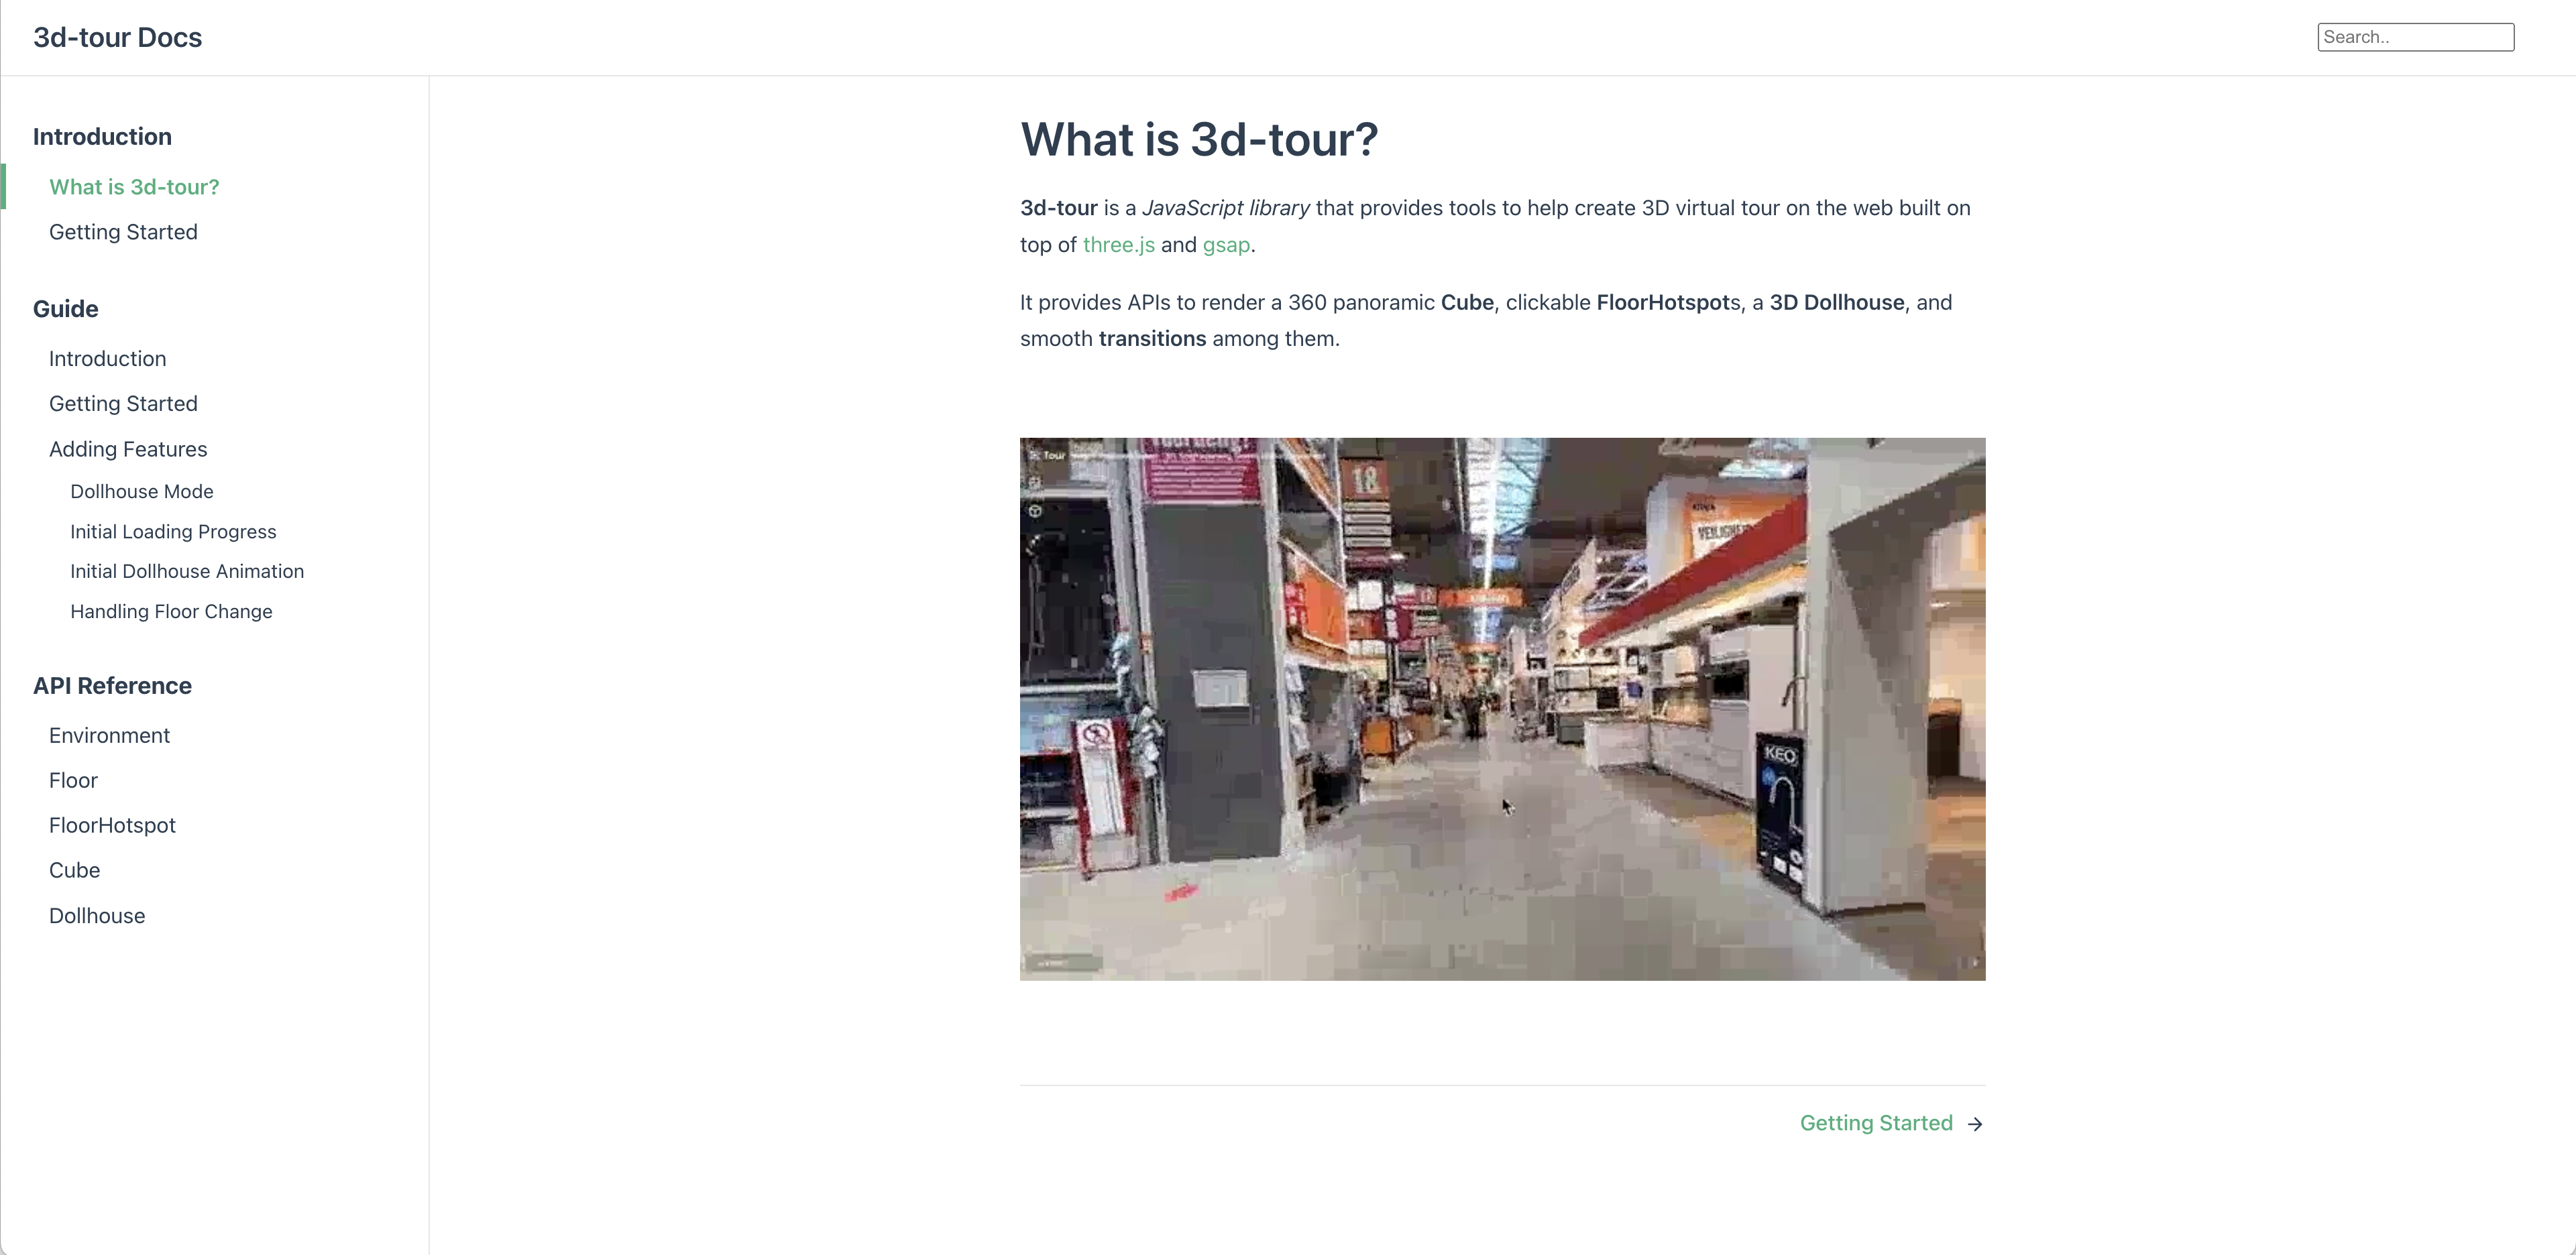 3d-tour Docs
Search..
Introduction
What is 3d-tour?
Getting Started
Guide
Introduction
Getting Started
Adding Features
Dollhouse Mode
Initial Loading Progress
Initial Dollhouse Animation
Handling Floor Change
API Reference
Environment
Floor
FloorHotspot
Cube
Dollhouse
What is 3d-tour?
3d-tour is a JavaScript library that provides tools to help create 3D virtual tour on the web built on
top of three.js and gsap.
It provides APIs to render a 360 panoramic Cube, clickable FloorHotspots, a 3D Dollhouse, and
smooth transitions among them.
Tour
18
KEO
Getting Started →